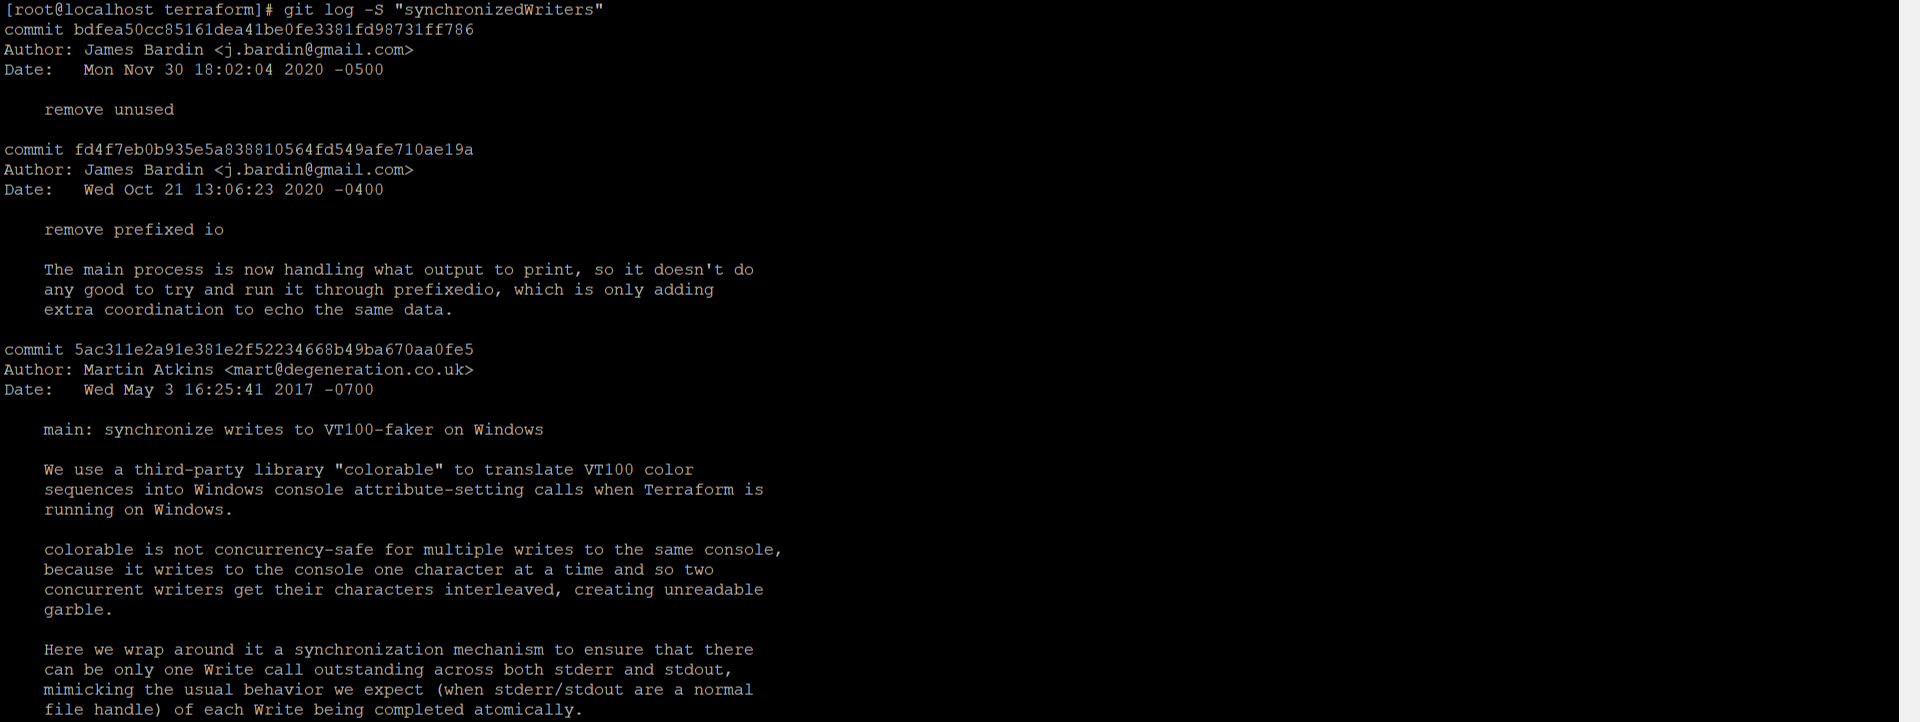 [root@localhost terraform]# git log -S "synchronizedWriters"
commit bdfea50cc85161dea41be0fe3381fd98731ff786
Author: James Bardin <j.bardin@gmail.com>
Date:   Mon Nov 30 18:02:04 2020 -0500
remove unused
commit fd4f7eb0b935e5a838810564fd549afe710ae19a
Author: James Bardin <j.bardin@gmail.com>
Date:   Wed Oct 21 13:06:23 2020 -0400
remove prefixed io
The main process is now handling what output to print, so it doesn't do
any good to try and run it through prefixedio, which is only adding
extra coordination to echo the same data.
commit 5ac311e2a91e381e2f52234668b49ba670aa0fe5
Author: Martin Atkins <mart@degeneration.co.uk>
Date:   Wed May 3 16:25:41 2017 -0700
main: synchronize writes to VT100-faker on Windows
We use a third-party library "colorable" to translate VT100 color
sequences into Windows console attribute-setting calls when Terraform is
running on Windows.
colorable is not concurrency-safe for multiple writes to the same console,
because it writes to the console one character at a time and so two
concurrent writers get their characters interleaved, creating unreadable
garble.
Here we wrap around it a synchronization mechanism to ensure that there
can be only one Write call outstanding across both stderr and stdout,
mimicking the usual behavior we expect (when stderr/stdout are a normal
file handle) of each Write being completed atomically.